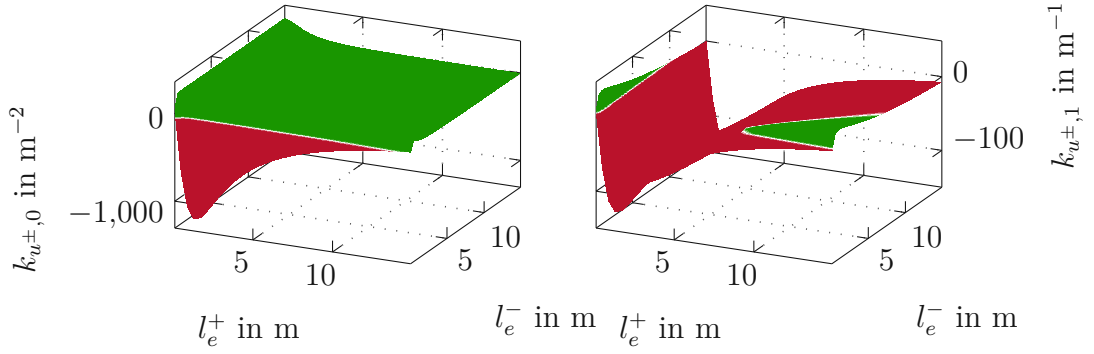 k_{u^±,0} in m^{−2}
0
−1,000
5
10
5
10
l_e^+ in m
l_e^− in m
k_{u^±,1} in m^{−1}
0
−100
5
10
5
10
l_e^+ in m
l_e^− in m